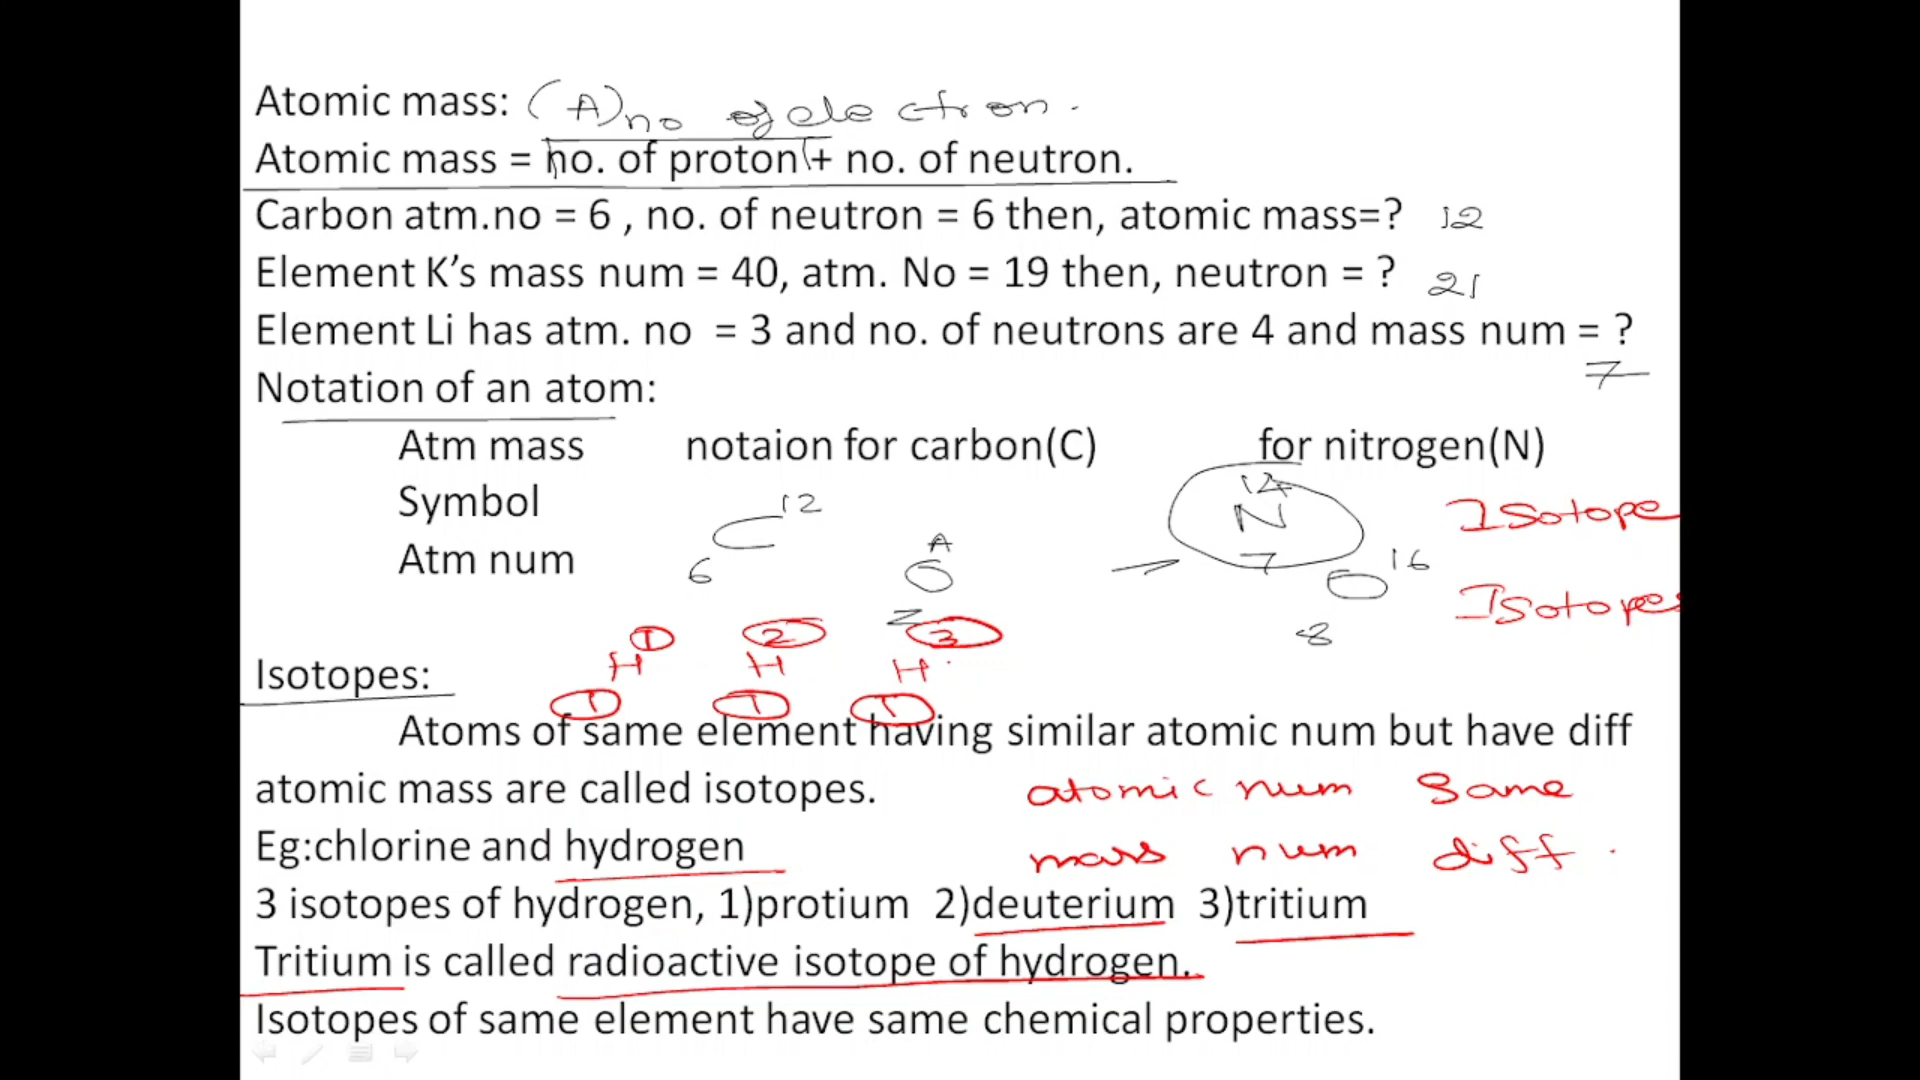 Atomic mass: (A) no of electron.
Atomic mass = no. of proton + no. of neutron.
Carbon atm.no = 6 , no. of neutron = 6 then, atomic mass=? 12
Element K’s mass num = 40, atm. No = 19 then, neutron = ? 21
Element Li has atm. no = 3 and no. of neutrons are 4 and mass num = ?
7
Notation of an atom:
Atm mass notaion for carbon(C) for nitrogen(N)
14
Symbol C 12 N Isotope
A
Atm num 6 O 7 O 16
Z 8 Isotopes
1 2 3
H H H
Isotopes:
1 1 1
Atoms of same element having similar atomic num but have diff
atomic mass are called isotopes. atomic num same
Eg:chlorine and hydrogen mass num diff.
3 isotopes of hydrogen, 1)protium 2)deuterium 3)tritium
Tritium is called radioactive isotope of hydrogen.
Isotopes of same element have same chemical properties.